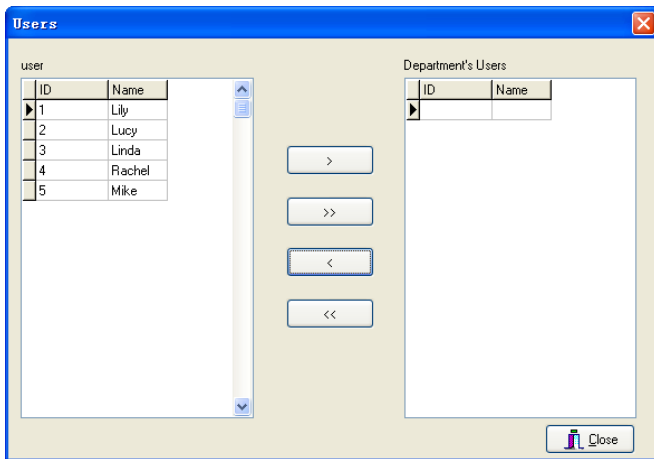 Users
user
ID Name
1 Lily
2 Lucy
3 Linda
4 Rachel
5 Mike
>
>>
<
<<
Department's Users
ID Name
Close